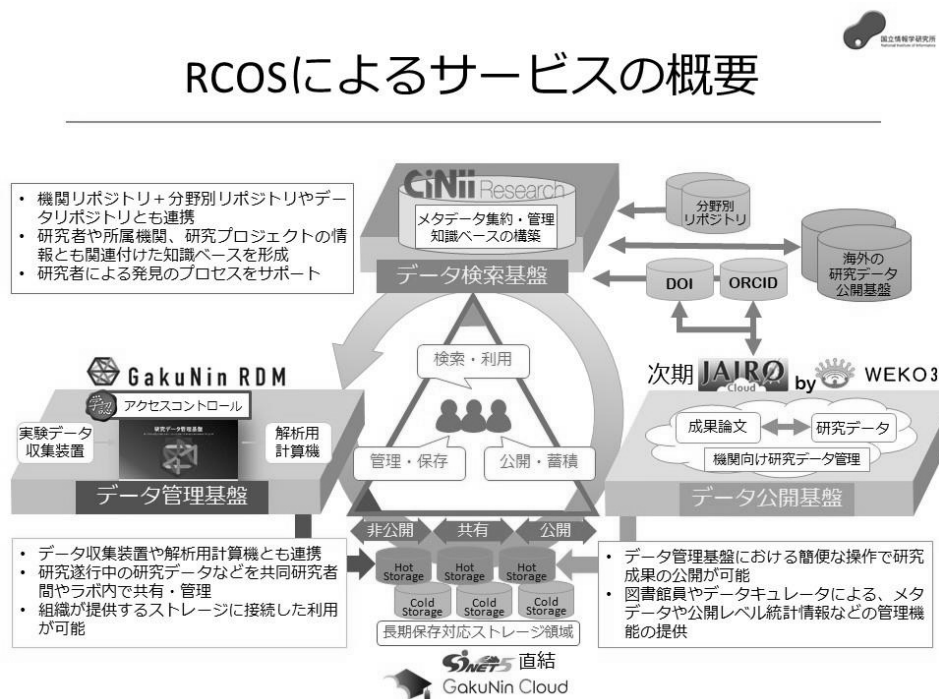 国立情報学研究所
National Institute of Informatics
RCOSによるサービスの概要
• 機関リポジトリ＋分野別リポジトリやデー
タリポジトリとも連携
• 研究者や所属機関、研究プロジェクトの情
報とも関連付けた知識ベースを形成
• 研究者による発見のプロセスをサポート
CiNii Research
メタデータ集約・管理
知識ベースの構築
データ検索基盤
分野別
リポジトリ
海外の
研究データ
公開基盤
DOI
ORCID
検索・利用
管理・保存
公開・蓄積
GakuNin RDM
学認
アクセスコントロール
実験データ
収集装置
研究データ管理基盤
解析用
計算機
データ管理基盤
次期 JAIRO Cloud by WEKO3
成果論文
研究データ
機関向け研究データ管理
データ公開基盤
非公開
共有
公開
Hot Storage
Hot Storage
Hot Storage
Cold Storage
Cold Storage
Cold Storage
長期保存対応ストレージ領域
SINET5 直結
GakuNin Cloud
• データ収集装置や解析用計算機とも連携
• 研究遂行中の研究データなどを共同研究者
間やラボ内で共有・管理
• 組織が提供するストレージに接続した利用
が可能
• データ管理基盤における簡便な操作で研究
成果の公開が可能
• 図書館員やデータキュレータによる、メタ
データや公開レベル統計情報などの管理機
能の提供